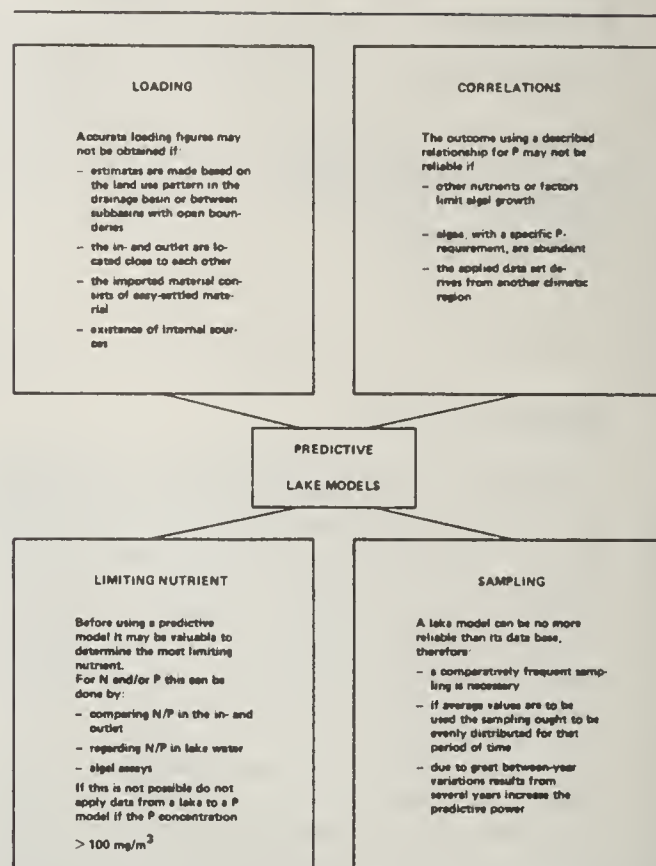 LOADING
Accurate loading figures may
not be obtained if:
– estimates are made based on
the land use pattern in the
drainage basin or between
subbasins with open boun-
daries
– the in- and outlet are lo-
cated close to each other
– the imported material con-
sists of easy-settled mate-
rial
– existence of internal sour-
ces
CORRELATIONS
The outcome using a described
relationship for P may not be
reliable if
– other nutrients or factors
limit algal growth
– algae, with a specific P-
requirement, are abundant
– the applied data set de-
rives from another climatic
region
PREDICTIVE
LAKE MODELS
LIMITING NUTRIENT
Before using a predictive
model it may be valuable to
determine the most limiting
nutrient.
For N and/or P this can be
done by:
– comparing N/P in the in- and
outlet
– regarding N/P in lake water
– algal assays
If this is not possible do not
apply data from a lake to a P
model if the P concentration
> 100 mg/m³
SAMPLING
A lake model can be no more
reliable than its data base,
therefore:
– a comparatively frequent samp-
ling is necessary
– if average values are to be
used the sampling ought to be
evenly distributed for that
period of time
– due to great between-year
variations results from
several years increase the
predictive power